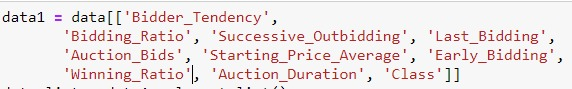 data1 = data[['Bidder_Tendency',
'Bidding_Ratio', 'Successive_Outbidding', 'Last_Bidding',
'Auction_Bids', 'Starting_Price_Average', 'Early_Bidding',
'Winning_Ratio', 'Auction_Duration', 'Class']]